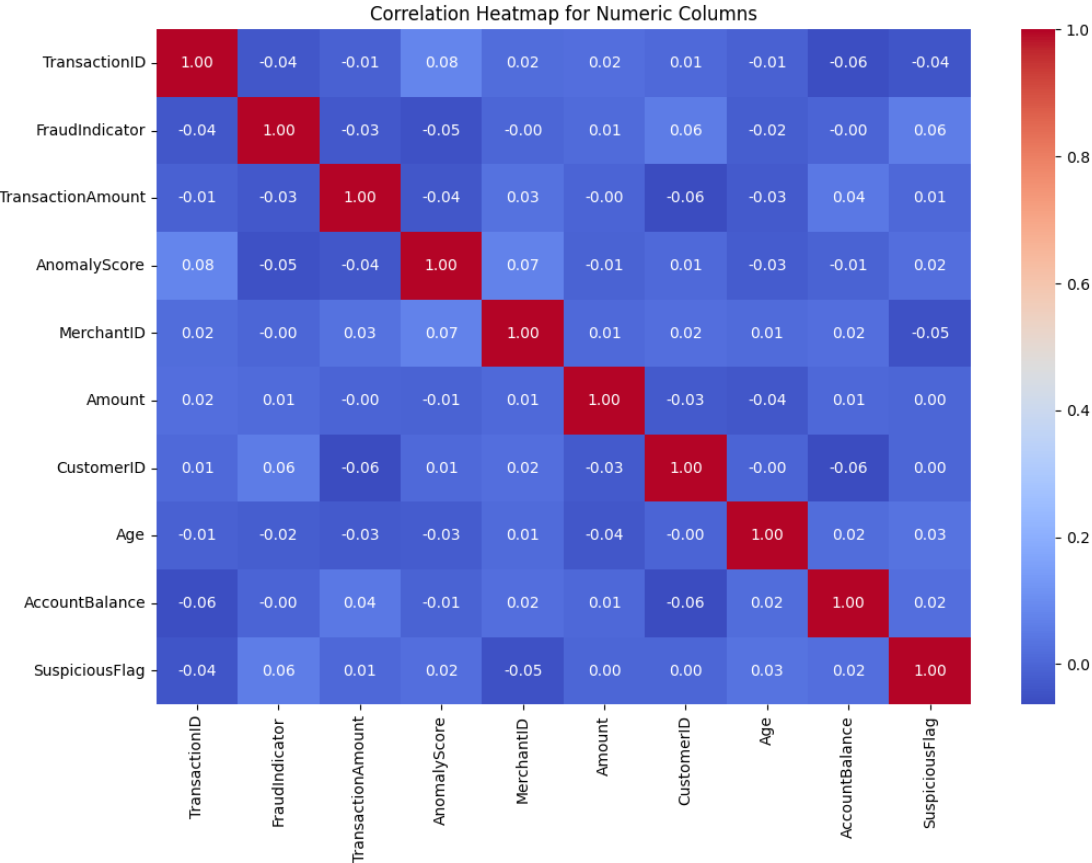 Correlation Heatmap for Numeric Columns
TransactionID 1.00 -0.04 -0.01 0.08 0.02 0.02 0.01 -0.01 -0.06 -0.04
FraudIndicator -0.04 1.00 -0.03 -0.05 -0.00 0.01 0.06 -0.02 -0.00 0.06
TransactionAmount -0.01 -0.03 1.00 -0.04 0.03 -0.00 -0.06 -0.03 0.04 0.01
AnomalyScore 0.08 -0.05 -0.04 1.00 0.07 -0.01 0.01 -0.03 -0.01 0.02
MerchantID 0.02 -0.00 0.03 0.07 1.00 0.01 0.02 0.01 0.02 -0.05
Amount 0.02 0.01 -0.00 -0.01 0.01 1.00 -0.03 -0.04 0.01 0.00
CustomerID 0.01 0.06 -0.06 0.01 0.02 -0.03 1.00 -0.00 -0.06 0.00
Age -0.01 -0.02 -0.03 -0.03 0.01 -0.04 -0.00 1.00 0.02 0.03
AccountBalance -0.06 -0.00 0.04 -0.01 0.02 0.01 -0.06 0.02 1.00 0.02
SuspiciousFlag -0.04 0.06 0.01 0.02 -0.05 0.00 0.00 0.03 0.02 1.00
TransactionID
FraudIndicator
TransactionAmount
AnomalyScore
MerchantID
Amount
CustomerID
Age
AccountBalance
SuspiciousFlag
1.0
0.8
0.6
0.4
0.2
0.0